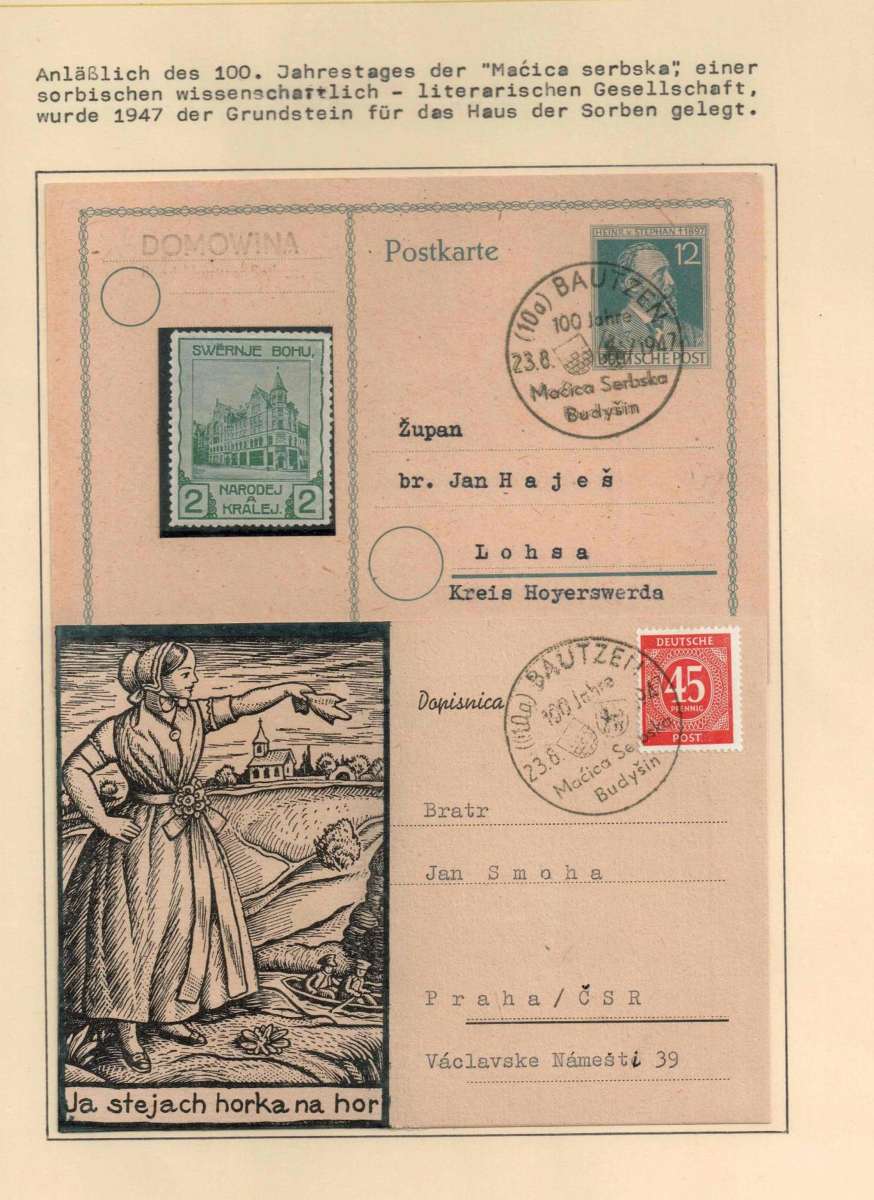 Anläßlich des 100. Jahrestages der "Maćica serbska", einer
sorbischen wissenschaftlich - literarischen Gesellschaft,
wurde 1947 der Grundstein für das Haus der Sorben gelegt.
DOMOWINA
Postkarte
HEINR. v. STEPHAN † 1897
12
DEUTSCHE POST
(10a) BAUTZEN
100 Jahre
23.8. 1947
Maćica Serbska
Budyšin
SWĚRNJE BOHU,
2 NARODEJ 2
A
KRALEJ.
Župan
br. Jan Haješ
Lohsa
Kreis Hoyerswerda
DEUTSCHE
45
PFENNIG
POST
(10a) BAUTZEN
100 Jahre
23.8. 1947
Maćica Serbska
Budyšin
Dopisnica
Bratr
Jan Smoha
Praha/ČSR
Václavske Náměsti 39
Ja stejach horka na hor